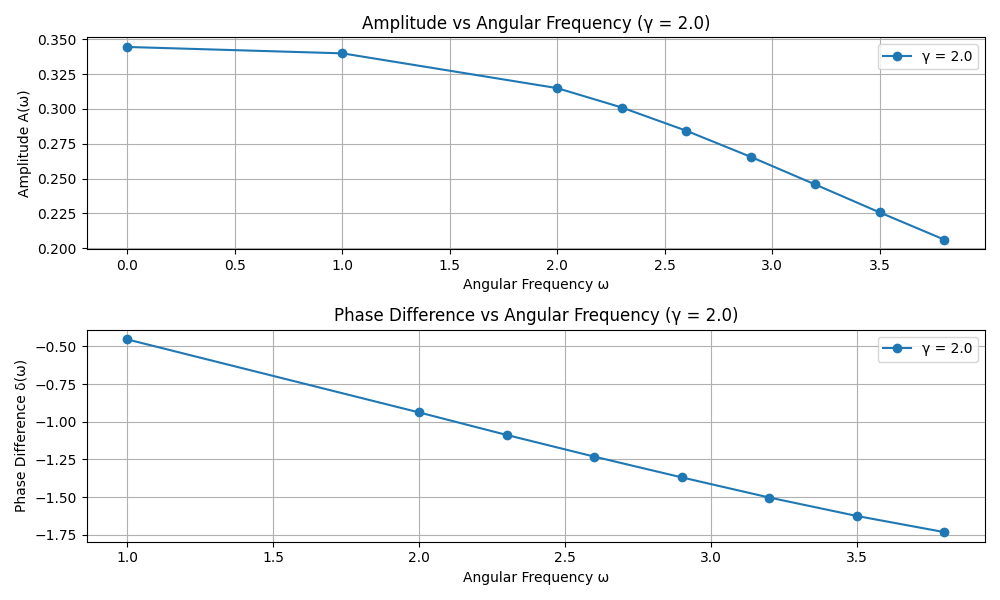 Amplitude vs Angular Frequency (γ = 2.0)
Amplitude A(ω)
0.350
0.325
0.300
0.275
0.250
0.225
0.200
γ = 2.0
0.0 0.5 1.0 1.5 2.0 2.5 3.0 3.5
Angular Frequency ω
Phase Difference vs Angular Frequency (γ = 2.0)
Phase Difference δ(ω)
−0.50
−0.75
−1.00
−1.25
−1.50
−1.75
γ = 2.0
1.0 1.5 2.0 2.5 3.0 3.5
Angular Frequency ω